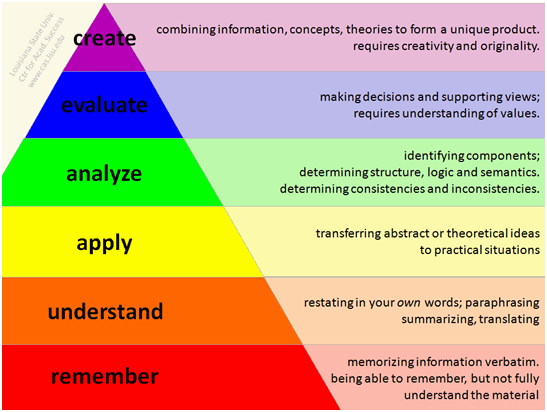 Louisiana State Univ.
Ctr for Acad. Success
www.cas.lsu.edu
create
combining information, concepts, theories to form a unique product.
requires creativity and originality.
evaluate
making decisions and supporting views;
requires understanding of values.
analyze
identifying components;
determining structure, logic and semantics.
determining consistencies and inconsistencies.
apply
transferring abstract or theoretical ideas
to practical situations
understand
restating in your own words; paraphrasing
summarizing, translating
remember
memorizing information verbatim.
being able to remember, but not fully
understand the material